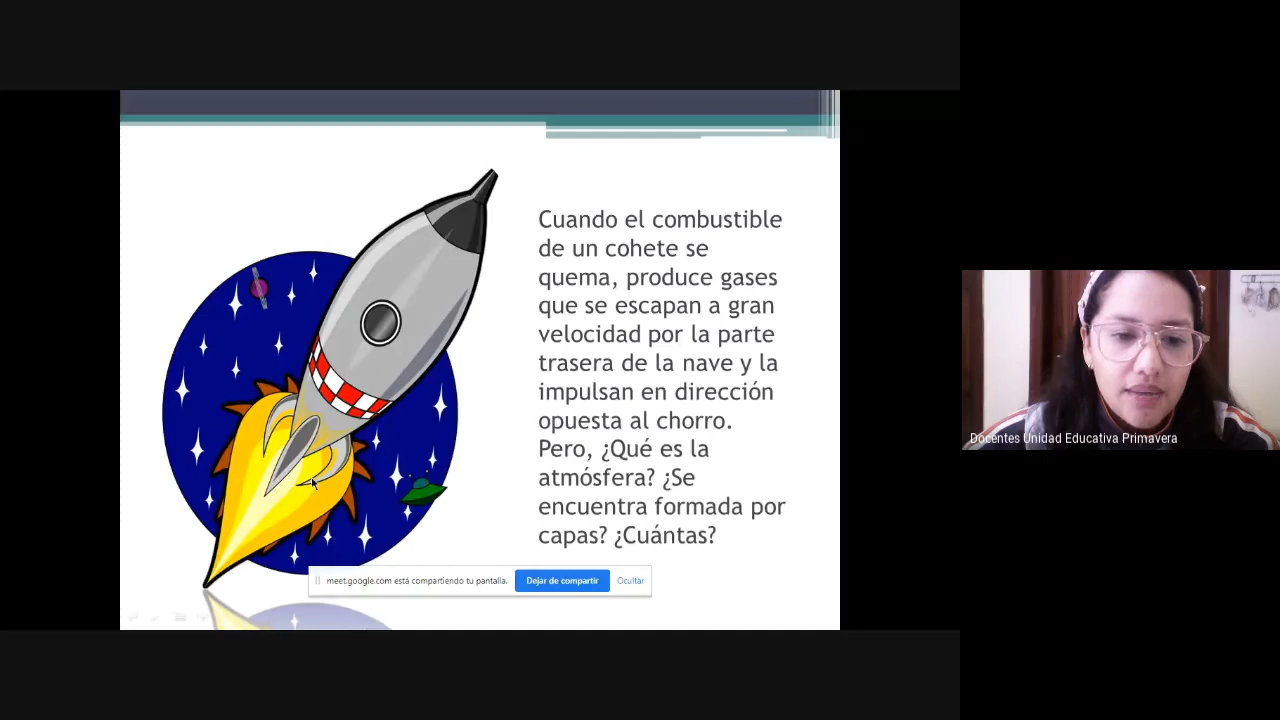 Cuando el combustible
de un cohete se
quema, produce gases
que se escapan a gran
velocidad por la parte
trasera de la nave y la
impulsan en dirección
opuesta al chorro.
Pero, ¿Qué es la
atmósfera? ¿Se
encuentra formada por
capas? ¿Cuántas?
meet.google.com está compartiendo tu pantalla. Dejar de compartir Ocultar
Docentes Unidad Educativa Primavera